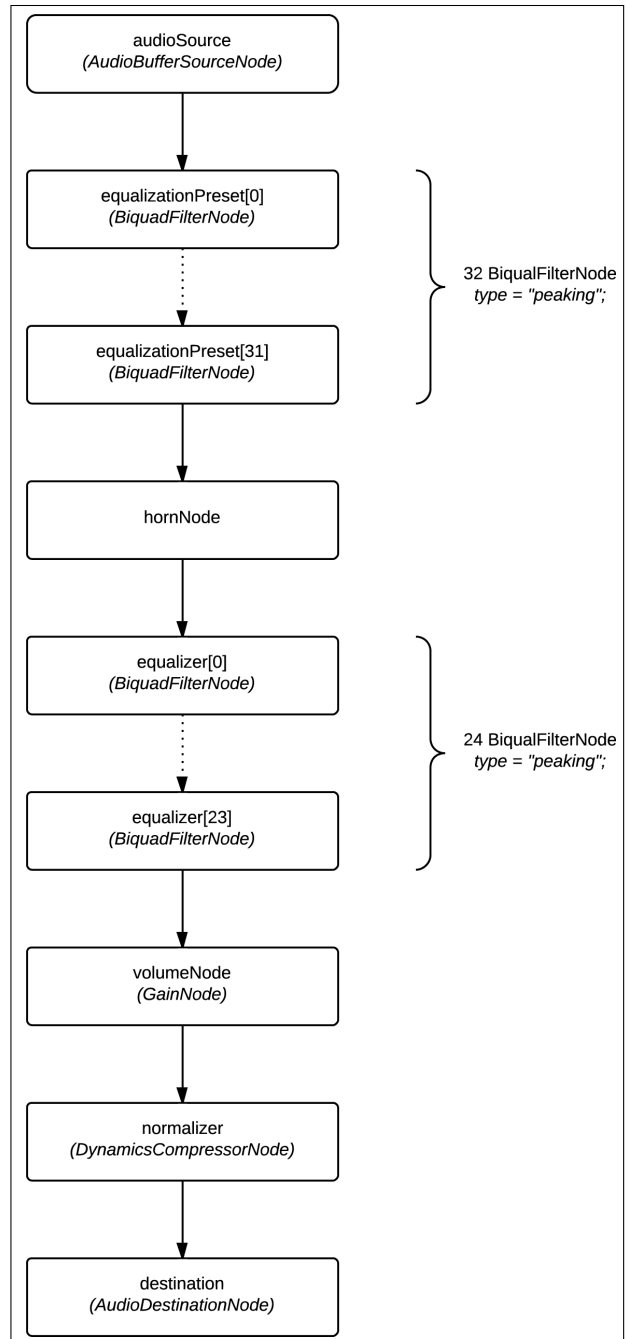 audioSource
(AudioBufferSourceNode)
equalizationPreset[0]
(BiquadFilterNode)
32 BiqualFilterNode
type = "peaking";
equalizationPreset[31]
(BiquadFilterNode)
hornNode
equalizer[0]
(BiquadFilterNode)
24 BiqualFilterNode
type = "peaking";
equalizer[23]
(BiquadFilterNode)
volumeNode
(GainNode)
normalizer
(DynamicsCompressorNode)
destination
(AudioDestinationNode)